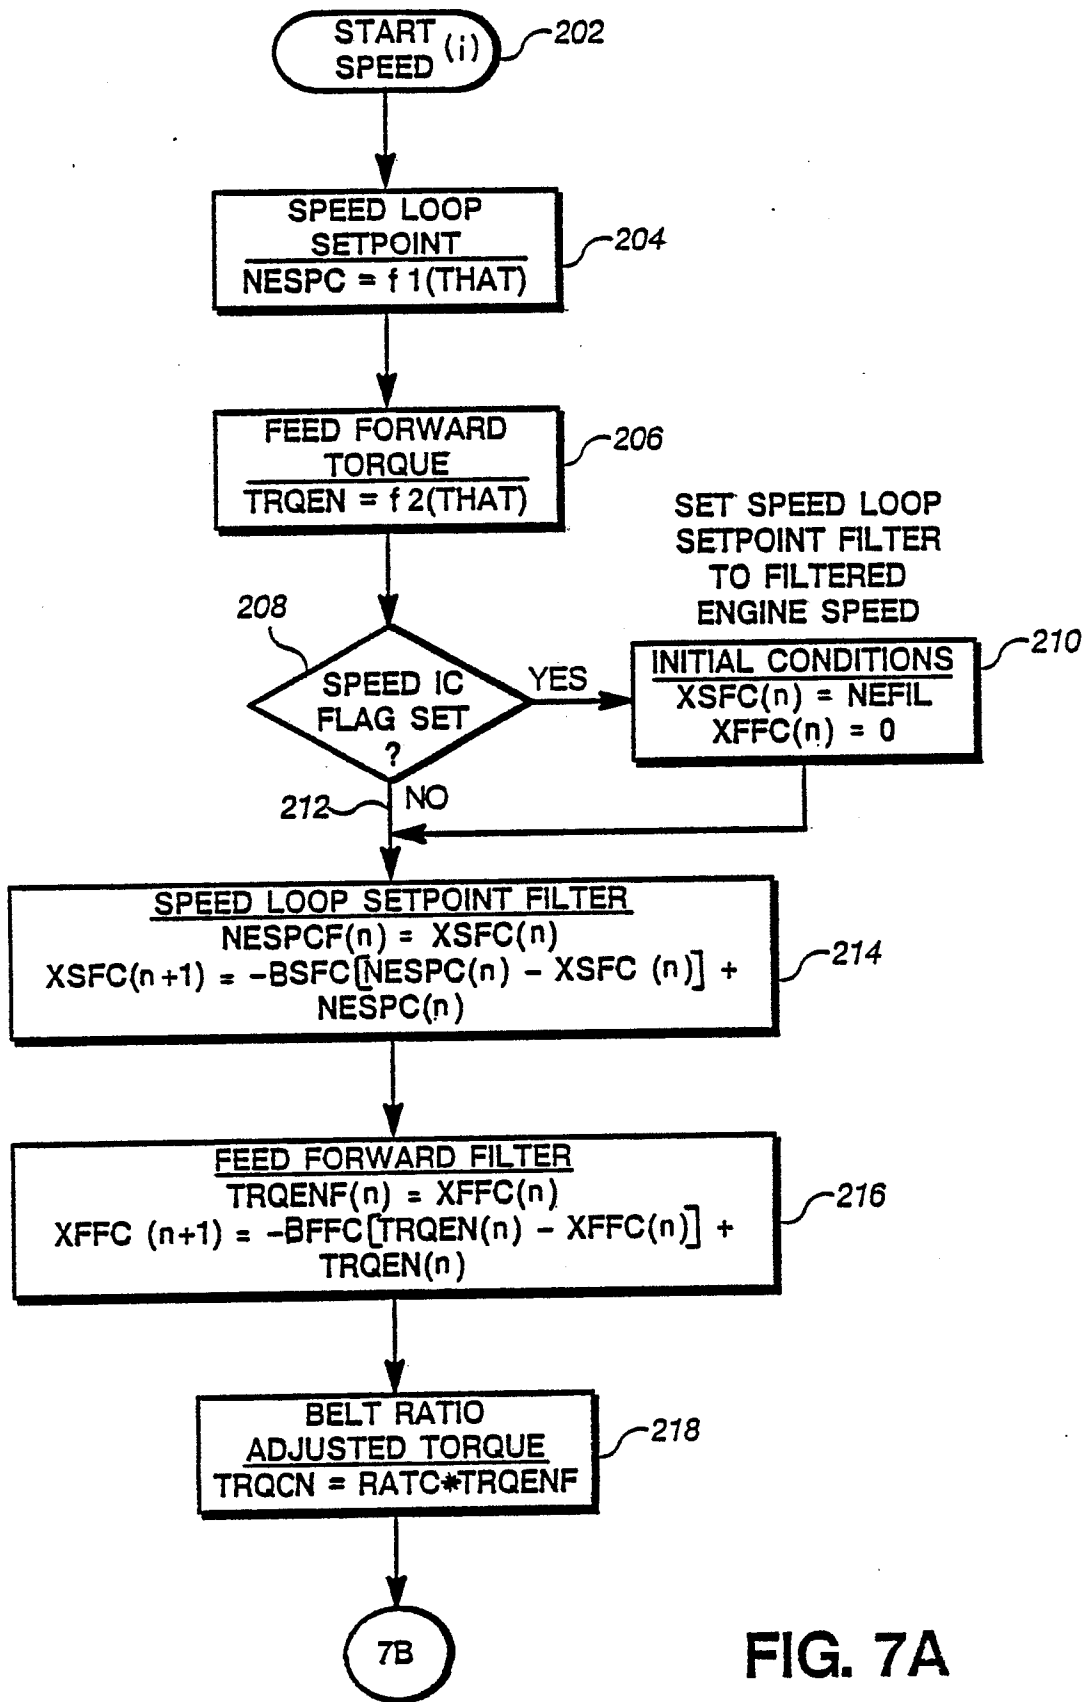 START
SPEED (i)
202
SPEED LOOP
SETPOINT
NESPC = f1(THAT)
204
FEED FORWARD
TORQUE
TRQEN = f2(THAT)
206
SET SPEED LOOP
SETPOINT FILTER
TO FILTERED
ENGINE SPEED
208
SPEED IC
FLAG SET
?
YES
INITIAL CONDITIONS
XSFC(n) = NEFIL
XFFC(n) = 0
210
212
NO
SPEED LOOP SETPOINT FILTER
NESPCF(n) = XSFC(n)
XSFC(n+1) = -BSFC[NESPC(n) - XSFC (n)] +
NESPC(n)
214
FEED FORWARD FILTER
TRQENF(n) = XFFC(n)
XFFC (n+1) = -BFFC[TRQEN(n) - XFFC(n)] +
TRQEN(n)
216
BELT RATIO
ADJUSTED TORQUE
TRQCN = RATC*TRQENF
218
7B
FIG. 7A